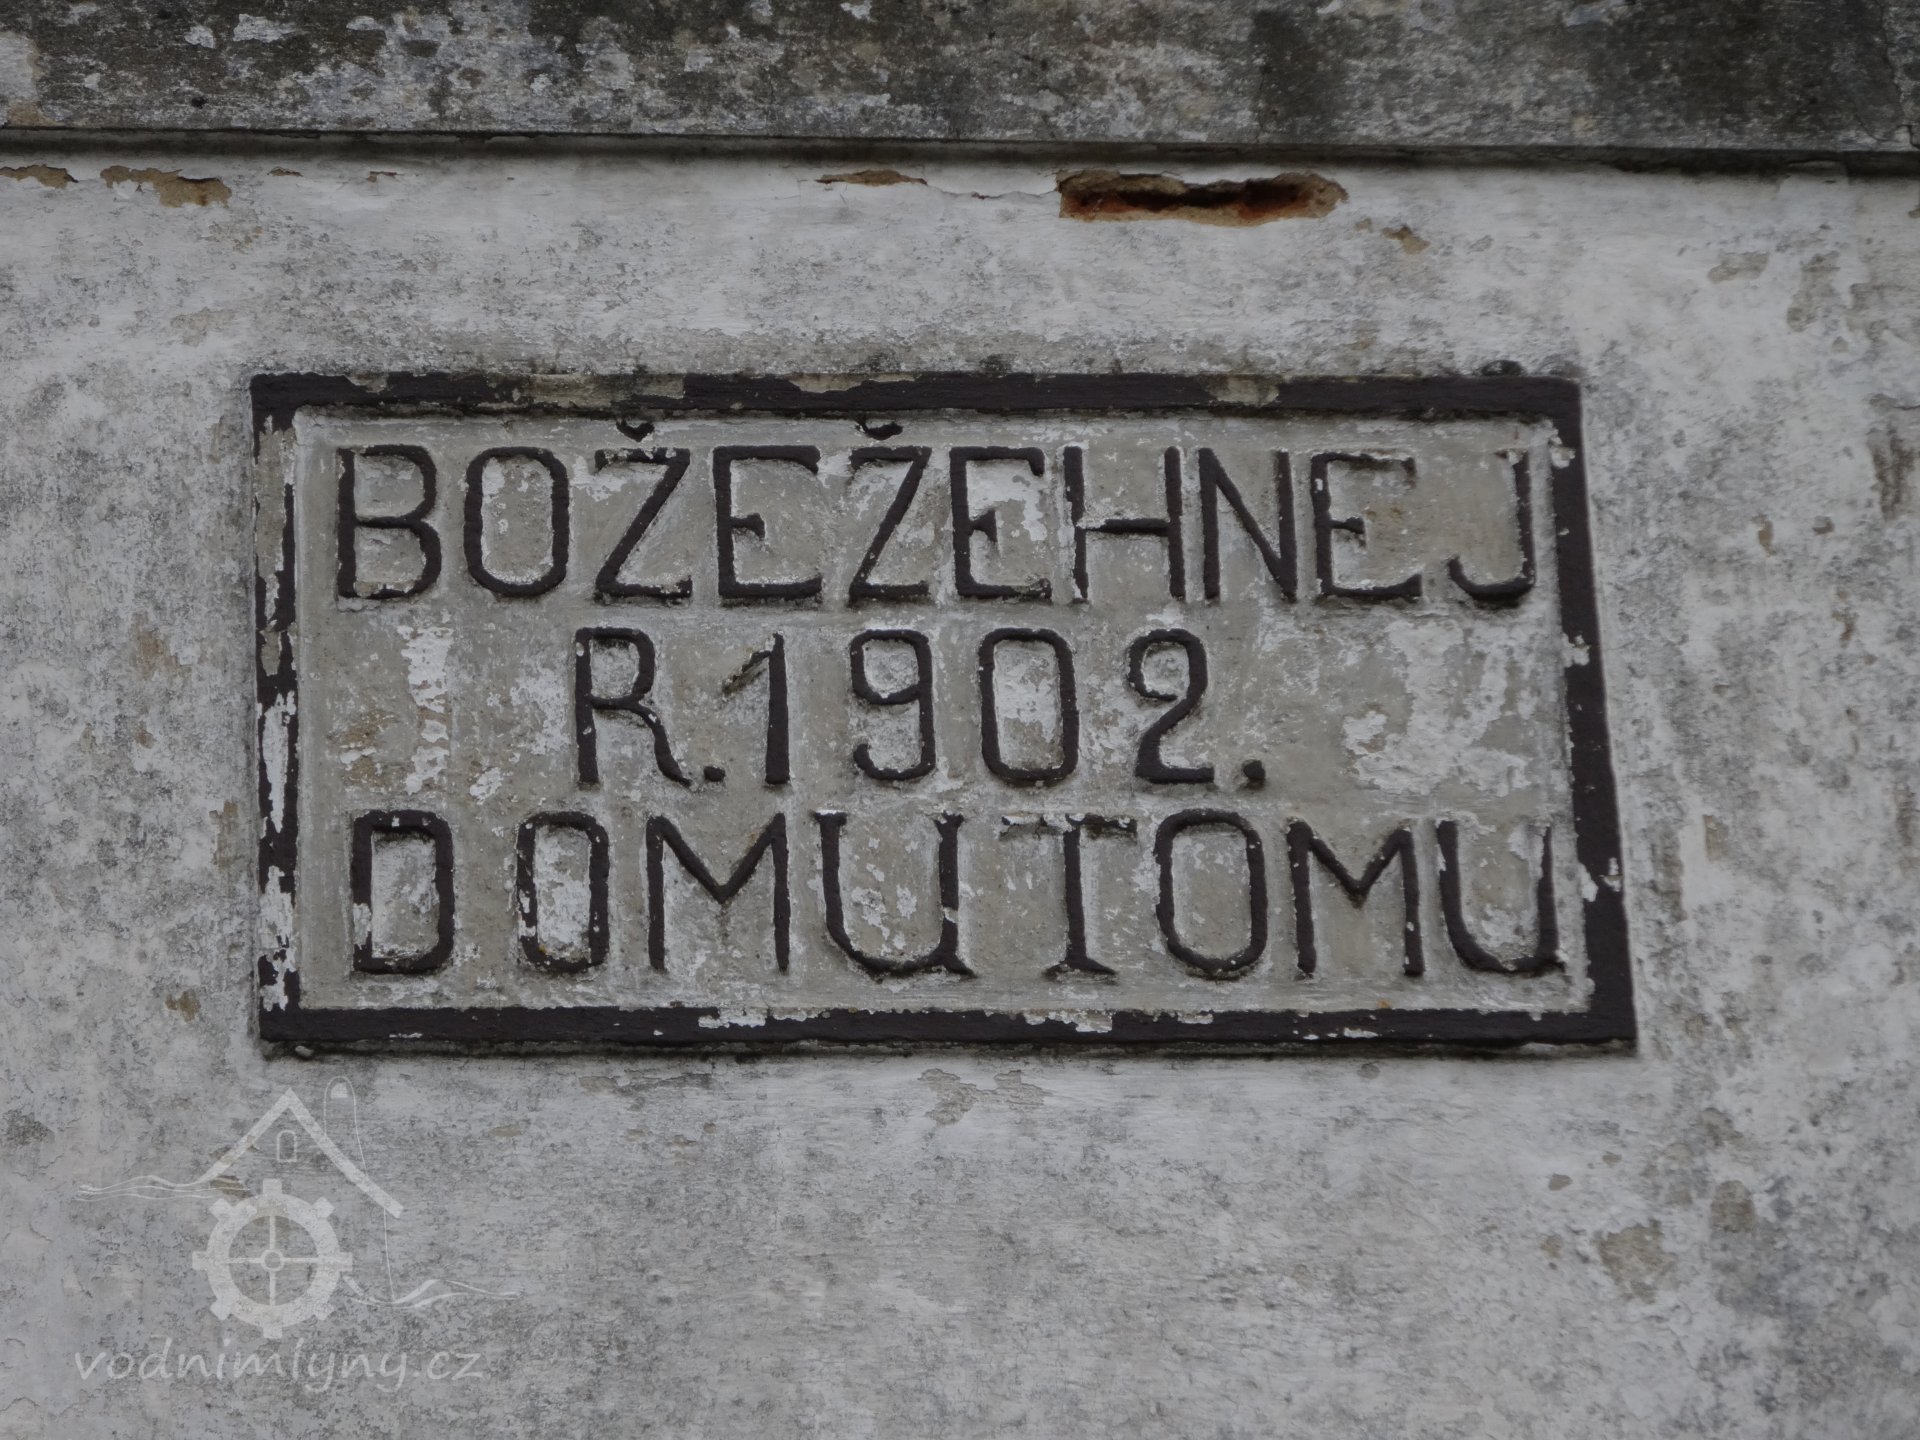 BOŽEŽEHNEJ
R. 1902.
DOMUTOMU
vodnimlyny.cz